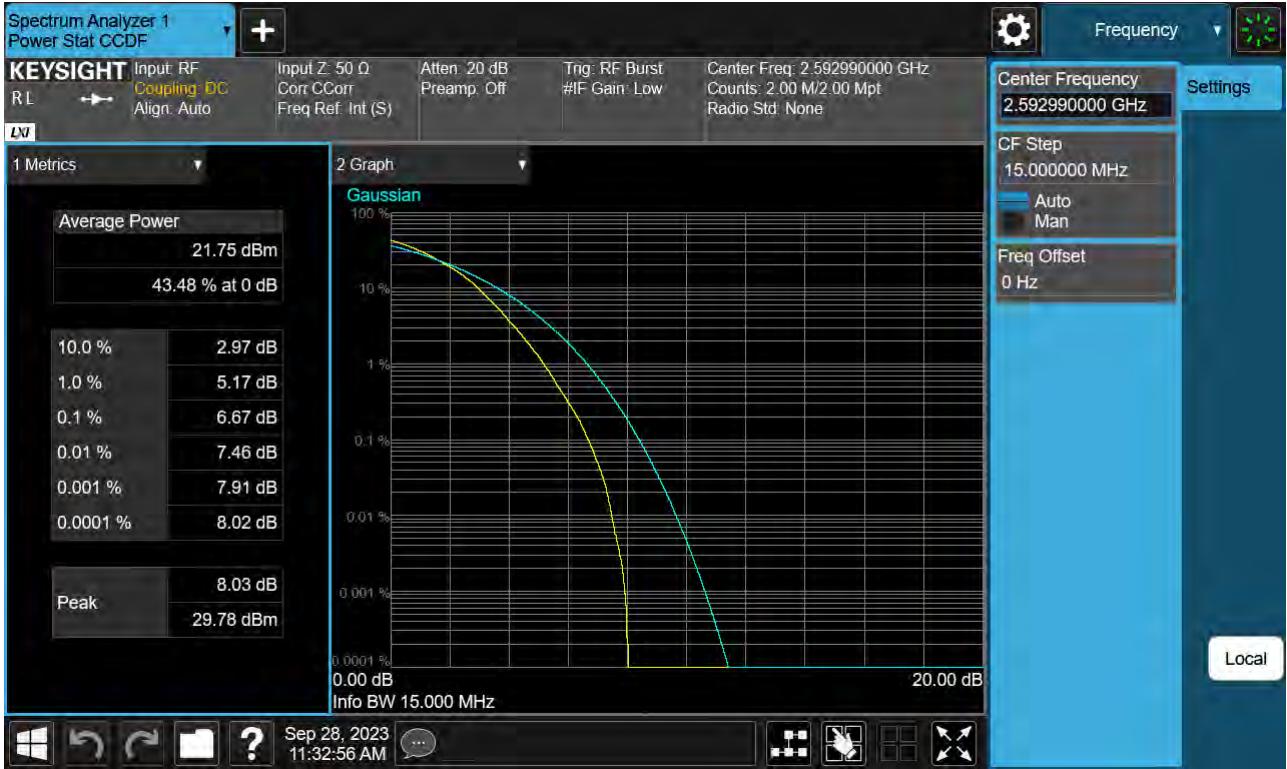 Spectrum Analyzer 1
Power Stat CCDF
Frequency
KEYSIGHT
R L
LXI
Input: RF
Coupling: DC
Align: Auto
Input Z: 50 Ω
Corr CCorr
Freq Ref: Int (S)
Atten: 20 dB
Preamp: Off
Trig: RF Burst
#IF Gain: Low
Center Freq: 2.592990000 GHz
Counts: 2.00 M/2.00 Mpt
Radio Std: None
Center Frequency
2.592990000 GHz
Settings
CF Step
15.000000 MHz
Auto
Man
Freq Offset
0 Hz
1 Metrics
Average Power
21.75 dBm
43.48 % at 0 dB
10.0 % 2.97 dB
1.0 % 5.17 dB
0.1 % 6.67 dB
0.01 % 7.46 dB
0.001 % 7.91 dB
0.0001 % 8.02 dB
Peak
8.03 dB
29.78 dBm
2 Graph
Gaussian
100 %
10 %
1 %
0.1 %
0.01 %
0.001 %
0.0001 %
0.00 dB 20.00 dB
Info BW 15.000 MHz
Local
?
Sep 28, 2023
11:32:56 AM